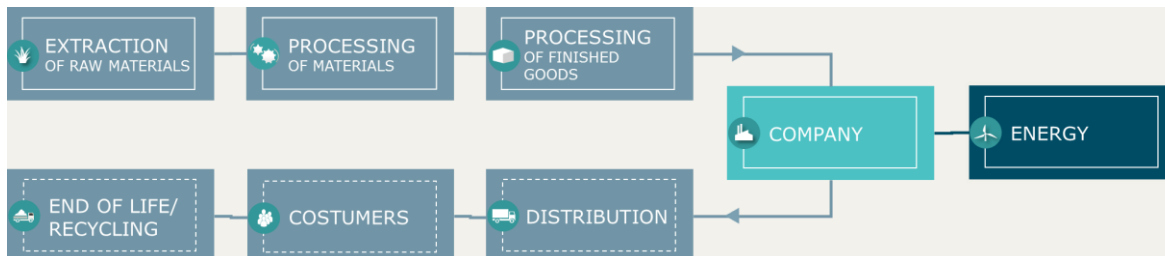 EXTRACTION
OF RAW MATERIALS
PROCESSING
OF MATERIALS
PROCESSING
OF FINISHED
GOODS
COMPANY
ENERGY
END OF LIFE/
RECYCLING
COSTUMERS
DISTRIBUTION